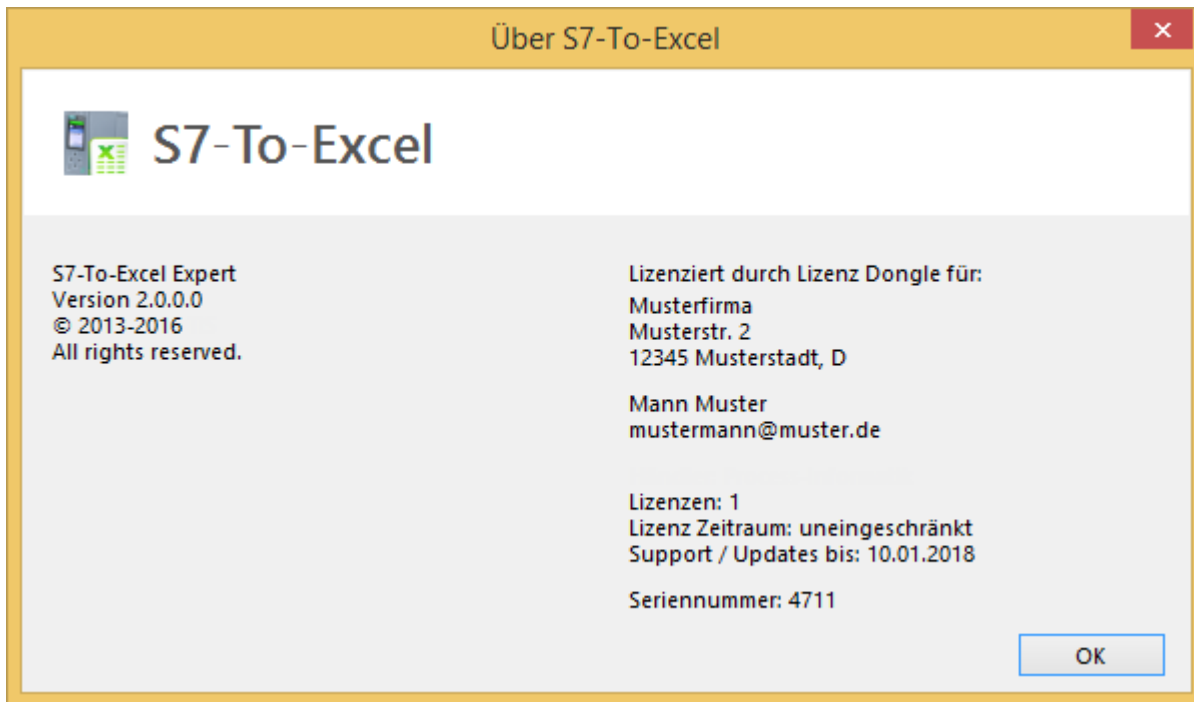 Über S7-To-Excel
S7-To-Excel
S7-To-Excel Expert
Version 2.0.0.0
© 2013-2016
All rights reserved.
Lizenziert durch Lizenz Dongle für:
Musterfirma
Musterstr. 2
12345 Musterstadt, D
Mann Muster
mustermann@muster.de
Lizenzen: 1
Lizenz Zeitraum: uneingeschränkt
Support / Updates bis: 10.01.2018
Seriennummer: 4711
OK